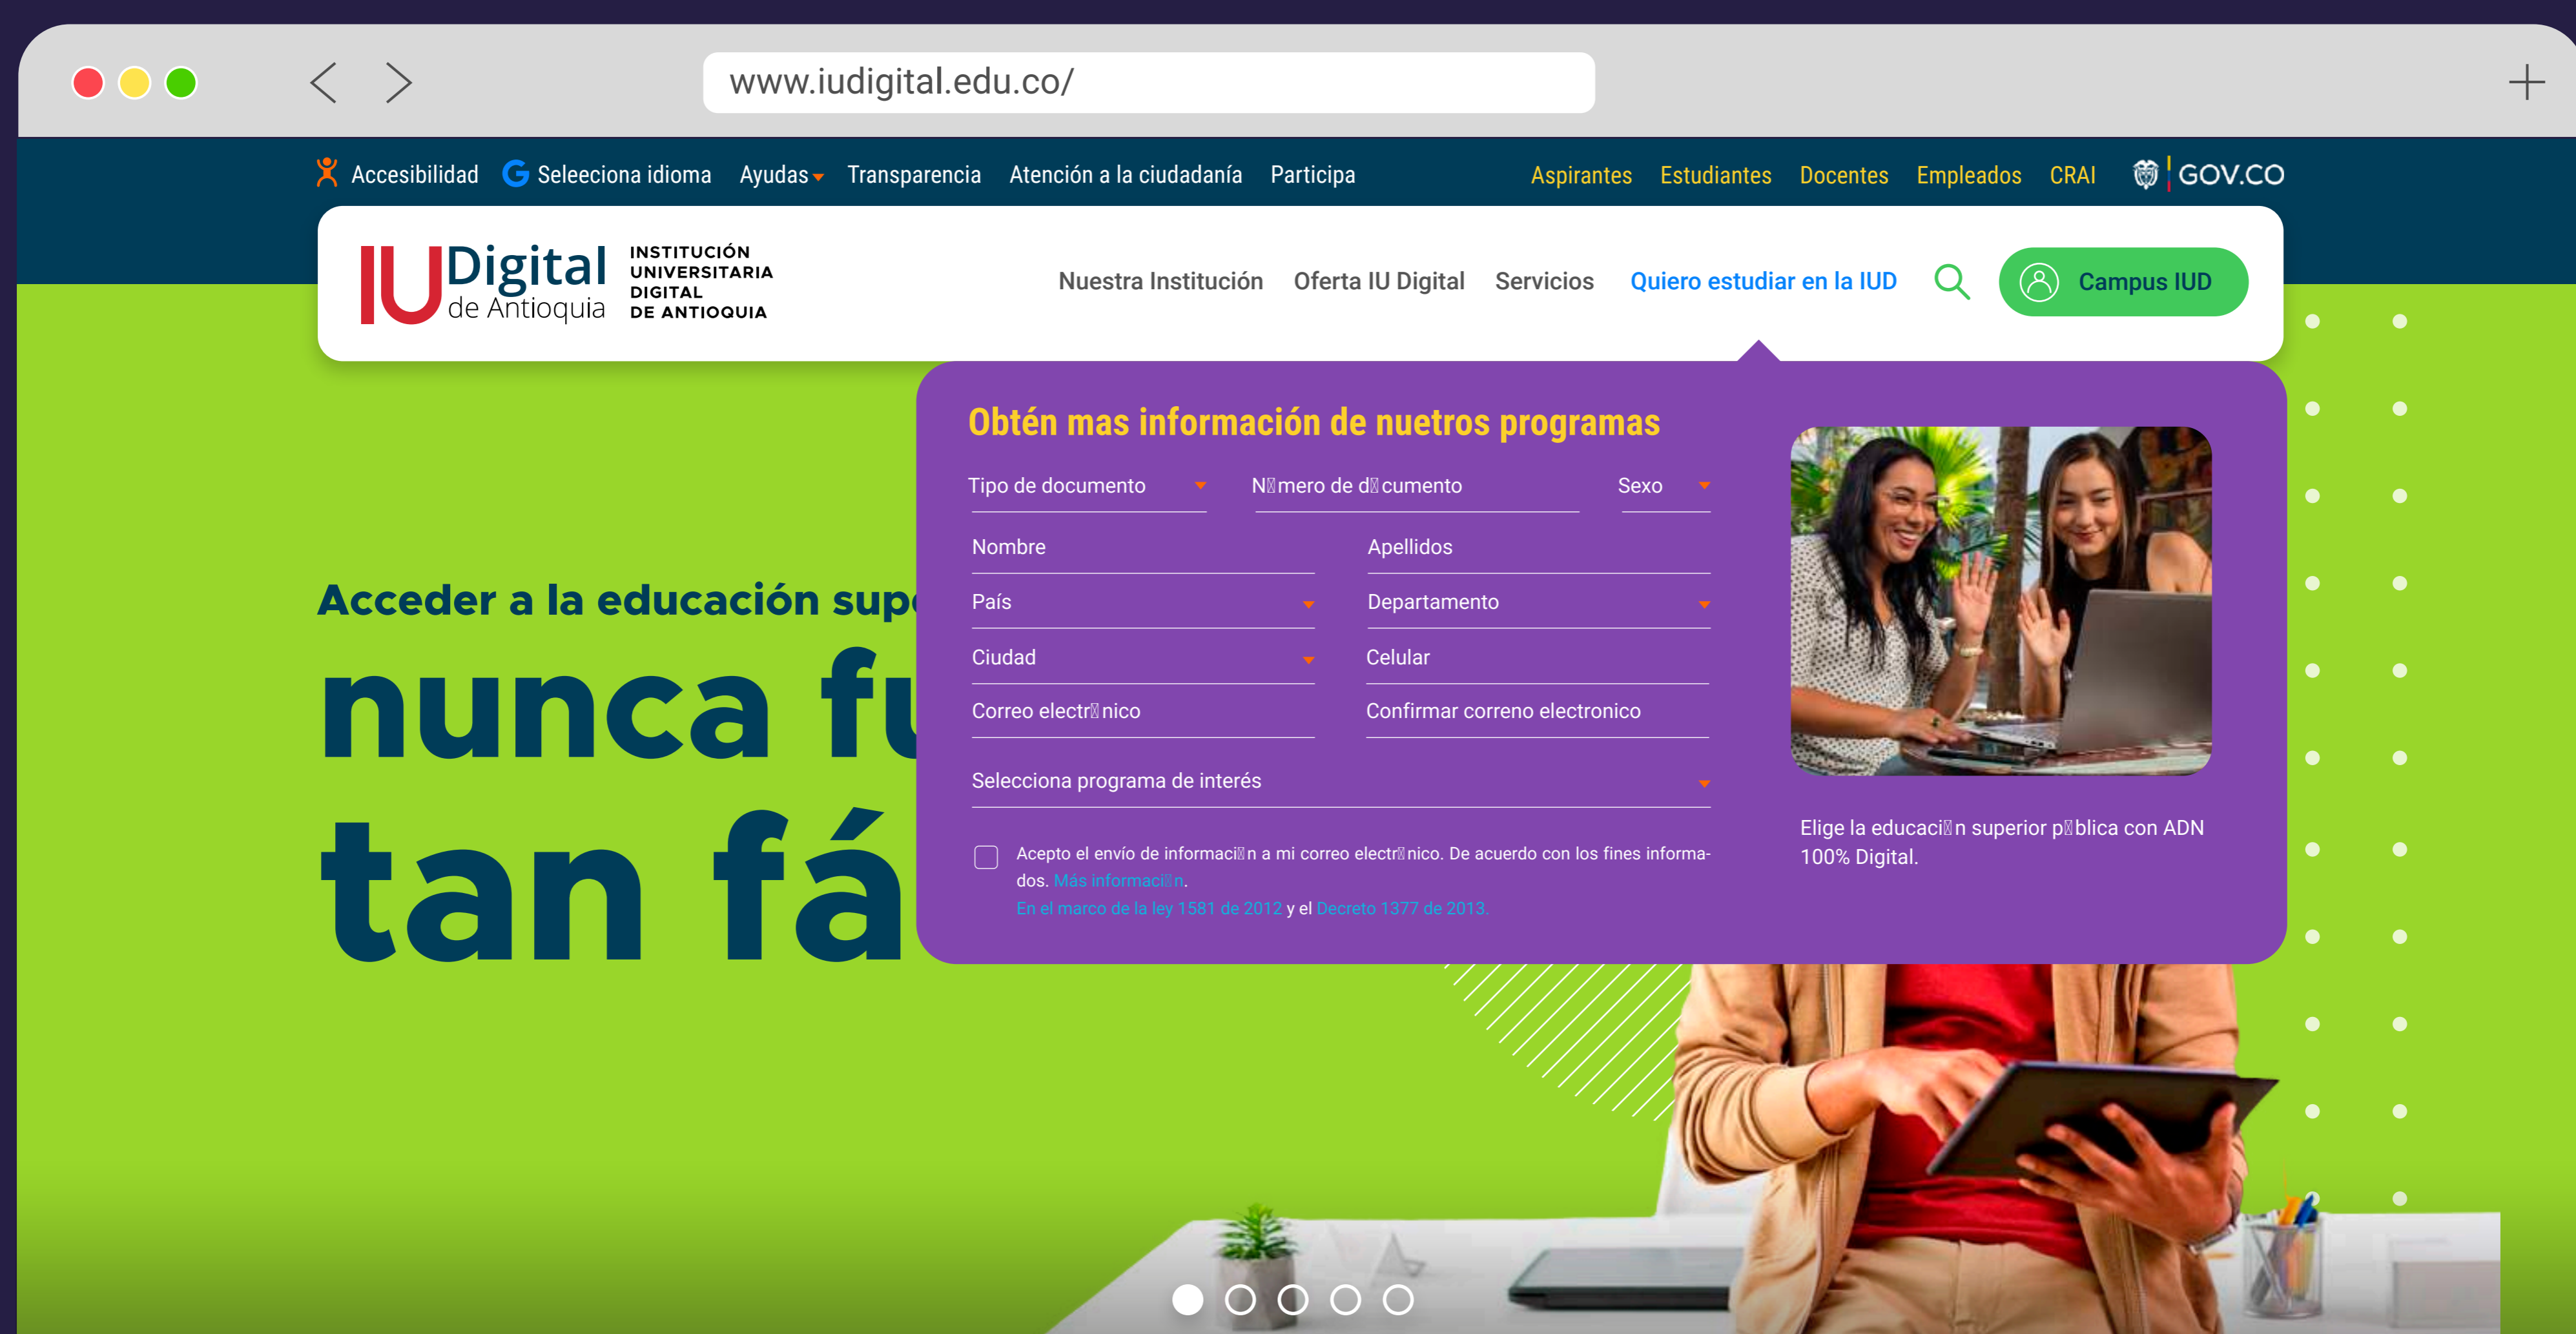 www.iudigital.edu.co/
Accesibilidad Seleeciona idioma Ayudas Transparencia Atención a la ciudadanía Participa Aspirantes Estudiantes Docentes Empleados CRAI GOV.CO
IUDigital de Antioquia
INSTITUCIÓN
UNIVERSITARIA
DIGITAL
DE ANTIOQUIA
Nuestra Institución Oferta IU Digital Servicios Quiero estudiar en la IUD Campus IUD
Acceder a la educación
nunca
tan
Obtén mas información de nuetros programas
Tipo de documento N▯mero de d▯cumento Sexo
Nombre Apellidos
País Departamento
Ciudad Celular
Correo electr▯nico Confirmar correno electronico
Selecciona programa de interés
Acepto el envío de informaci▯n a mi correo electr▯nico. De acuerdo con los fines informa-
dos. Más informaci▯n.
En el marco de la ley 1581 de 2012 y el Decreto 1377 de 2013.
Elige la educaci▯n superior p▯blica con ADN
100% Digital.